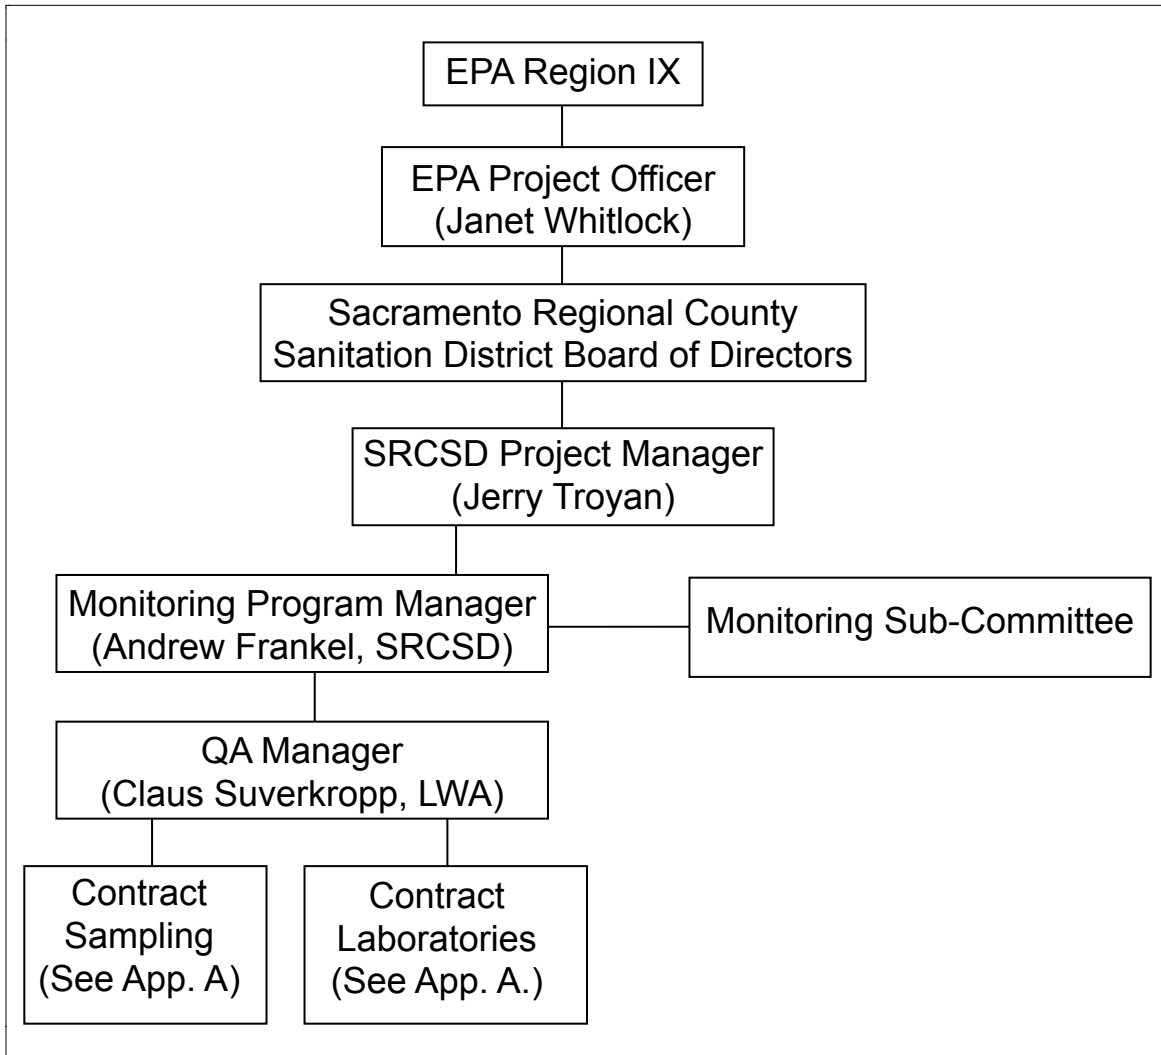 EPA Region IX
EPA Project Officer
(Janet Whitlock)
Sacramento Regional County
Sanitation District Board of Directors
SRCSD Project Manager
(Jerry Troyan)
Monitoring Program Manager
(Andrew Frankel, SRCSD)
Monitoring Sub-Committee
QA Manager
(Claus Suverkropp, LWA)
Contract
Sampling
(See App. A)
Contract
Laboratories
(See App. A.)